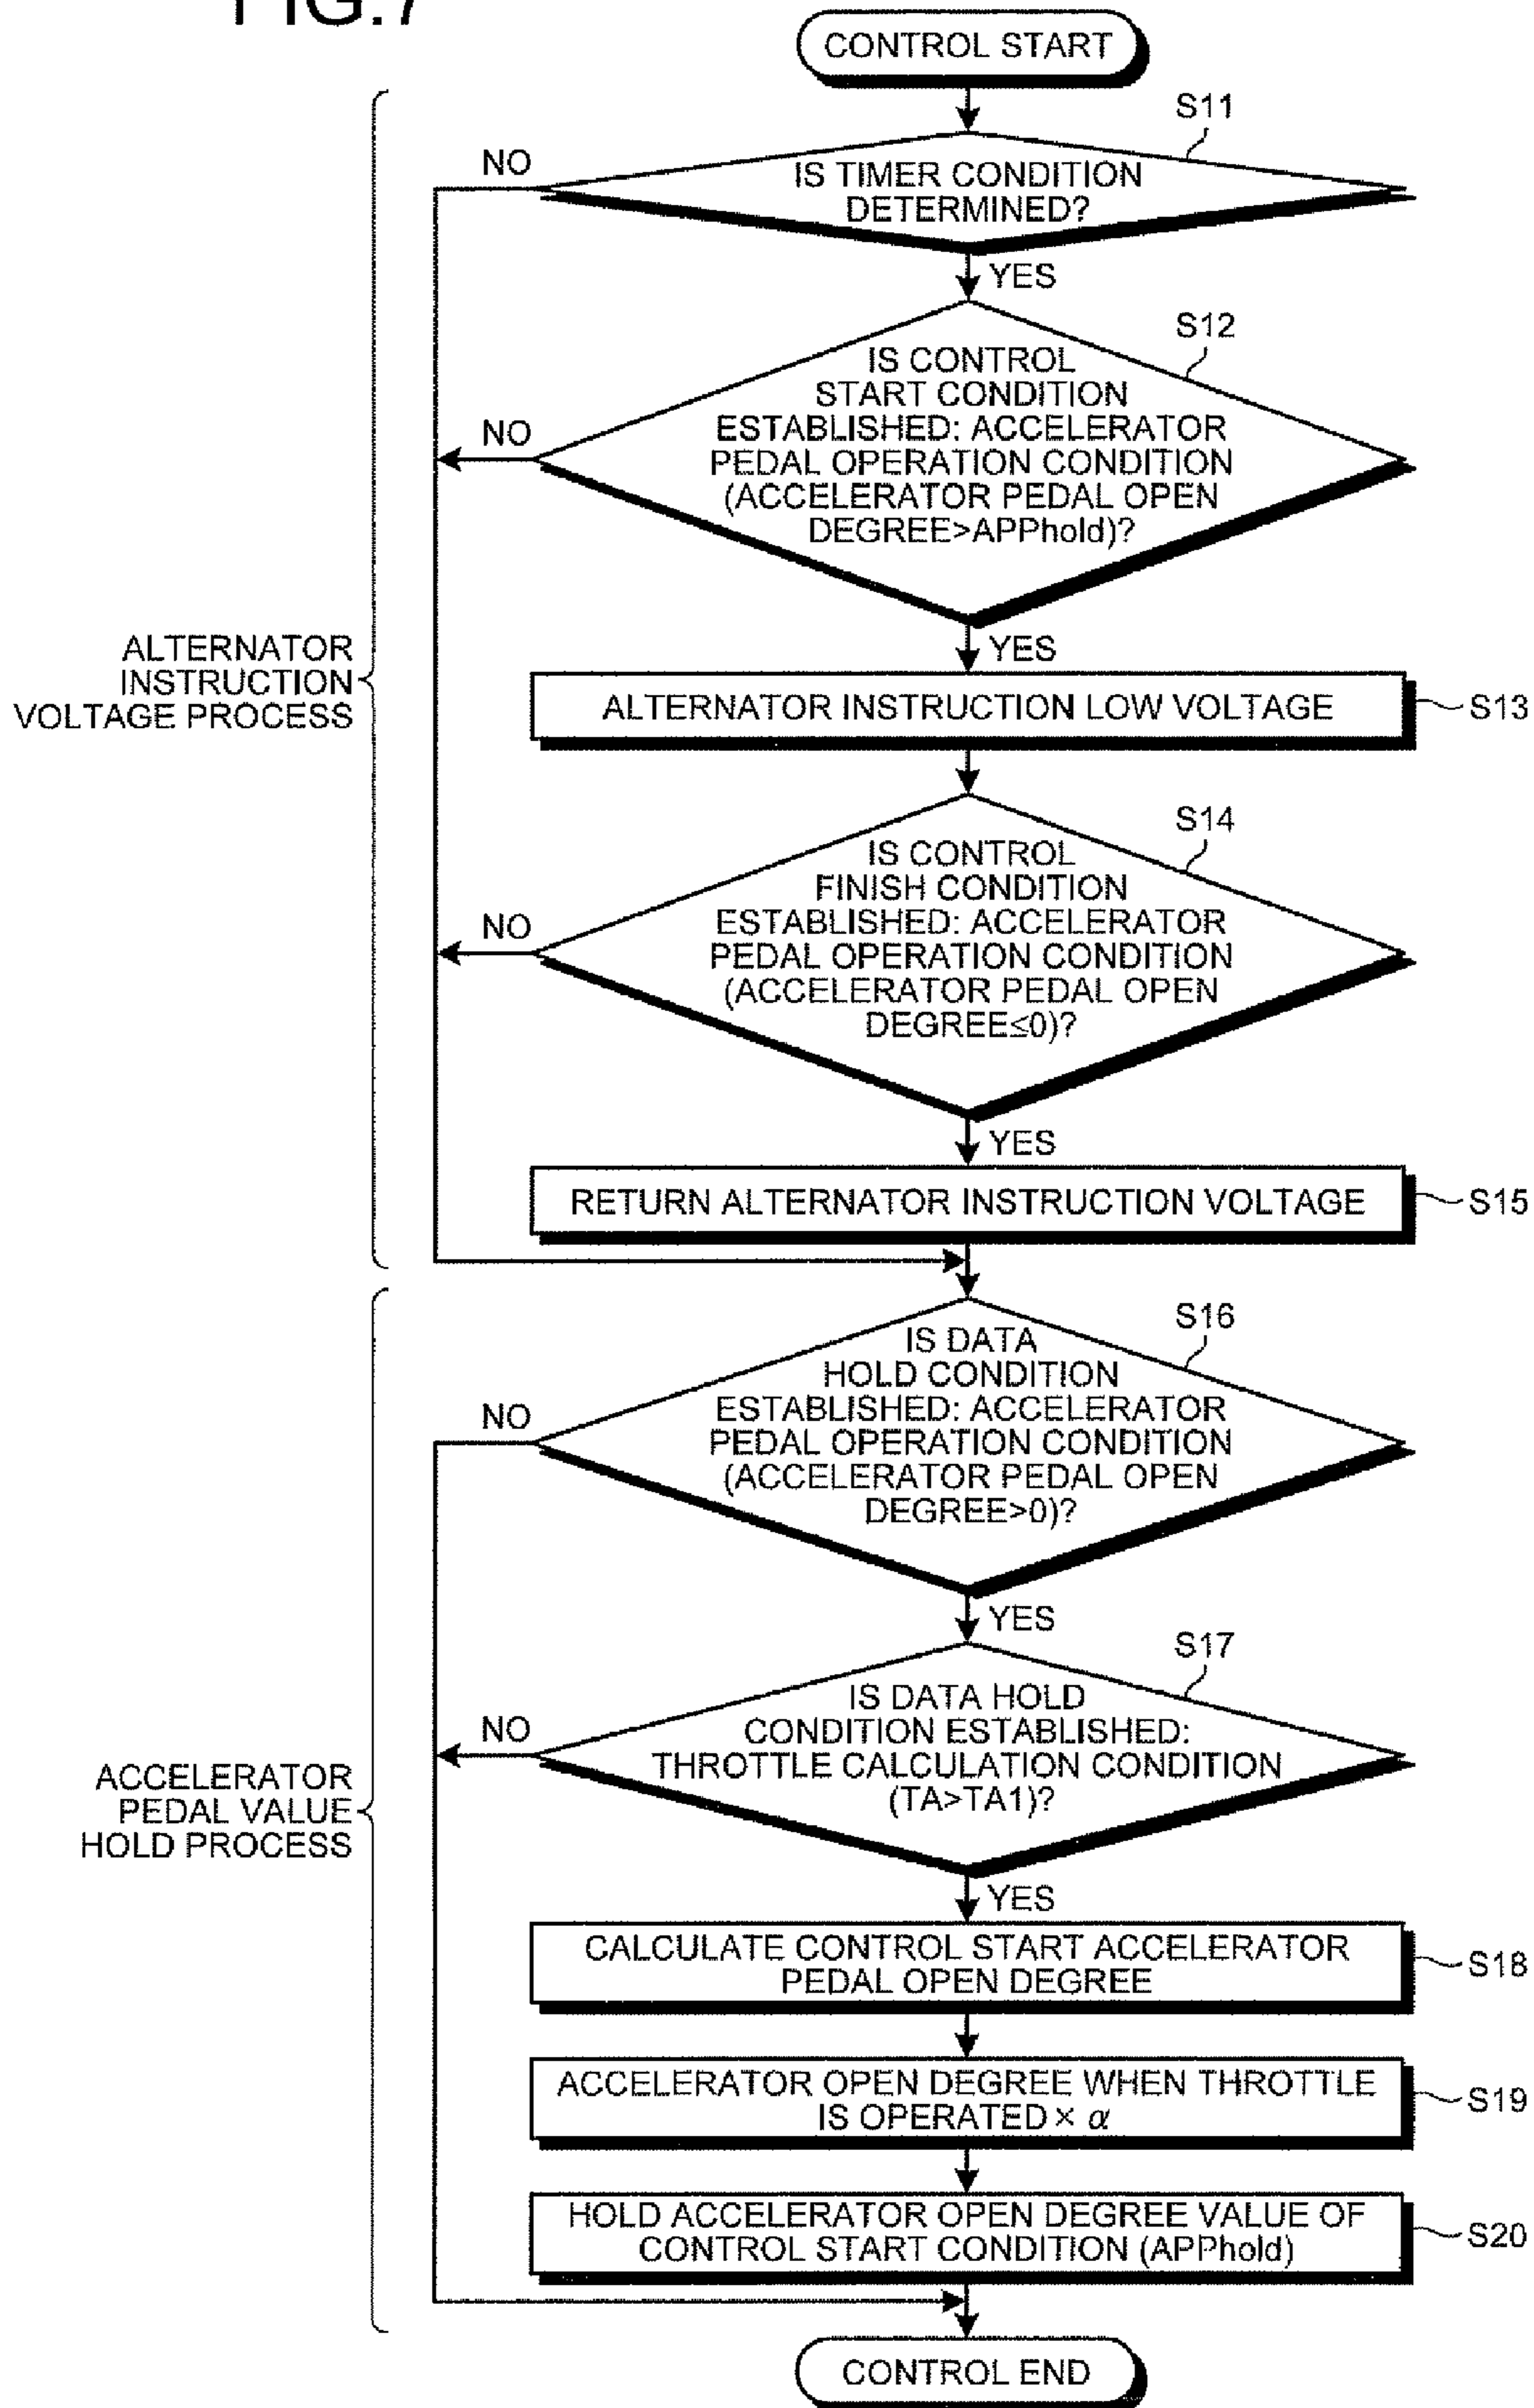 FIG.7
CONTROL START
S11
NO
IS TIMER CONDITION
DETERMINED?
YES
S12
IS CONTROL
START CONDITION
ESTABLISHED: ACCELERATOR
PEDAL OPERATION CONDITION
(ACCELERATOR PEDAL OPEN
DEGREE>APPhold)?
NO
YES
ALTERNATOR
INSTRUCTION
VOLTAGE PROCESS
ALTERNATOR INSTRUCTION LOW VOLTAGE
S13
S14
IS CONTROL
FINISH CONDITION
ESTABLISHED: ACCELERATOR
PEDAL OPERATION CONDITION
(ACCELERATOR PEDAL OPEN
DEGREE≤0)?
NO
YES
RETURN ALTERNATOR INSTRUCTION VOLTAGE
S15
S16
IS DATA
HOLD CONDITION
ESTABLISHED: ACCELERATOR
PEDAL OPERATION CONDITION
(ACCELERATOR PEDAL OPEN
DEGREE>0)?
NO
YES
S17
IS DATA HOLD
CONDITION ESTABLISHED:
THROTTLE CALCULATION CONDITION
(TA>TA1)?
NO
ACCELERATOR
PEDAL VALUE
HOLD PROCESS
YES
CALCULATE CONTROL START ACCELERATOR
PEDAL OPEN DEGREE
S18
ACCELERATOR OPEN DEGREE WHEN THROTTLE
IS OPERATED × α
S19
HOLD ACCELERATOR OPEN DEGREE VALUE OF
CONTROL START CONDITION (APPhold)
S20
CONTROL END